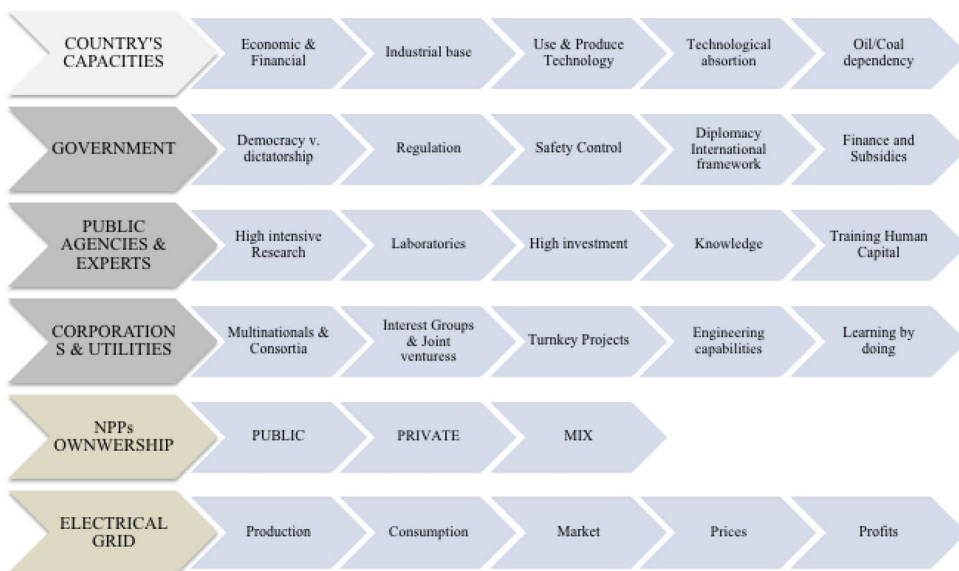 COUNTRY'S
CAPACITIES
Economic &
Financial
Industrial base
Use & Produce
Technology
Technological
absortion
Oil/Coal
dependency
GOVERNMENT
Democracy v.
dictatorship
Regulation
Safety Control
Diplomacy
International
framework
Finance and
Subsidies
PUBLIC
AGENCIES &
EXPERTS
High intensive
Research
Laboratories
High investment
Knowledge
Training Human
Capital
CORPORATION
S & UTILITIES
Multinationals &
Consortia
Interest Groups
& Joint
venturess
Turnkey Projects
Engineering
capabilities
Learning by
doing
NPPs
OWNWERSHIP
PUBLIC
PRIVATE
MIX
ELECTRICAL
GRID
Production
Consumption
Market
Prices
Profits